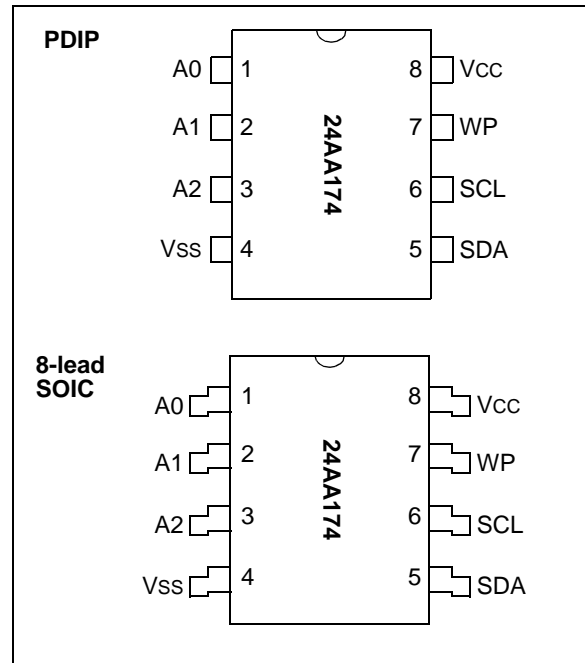 PDIP
A0 1 8 VCC
A1 2 7 WP
A2 3 6 SCL
VSS 4 5 SDA
24AA174
8-lead
SOIC
A0 1 8 VCC
A1 2 7 WP
A2 3 6 SCL
VSS 4 5 SDA
24AA174